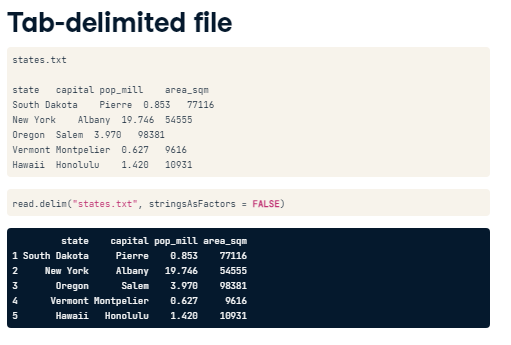 Tab-delimited file
states.txt
state   capital pop_mill    area_sqm
South Dakota    Pierre  0.853   77116
New York    Albany  19.746  54555
Oregon  Salem  3.970   98381
Vermont Montpelier  0.627   9616
Hawaii  Honolulu    1.420   10931
read.delim("states.txt", stringsAsFactors = FALSE)
         state    capital pop_mill area_sqm
1 South Dakota     Pierre    0.853    77116
2     New York     Albany   19.746    54555
3       Oregon      Salem    3.970    98381
4      Vermont Montpelier    0.627     9616
5       Hawaii   Honolulu    1.420    10931